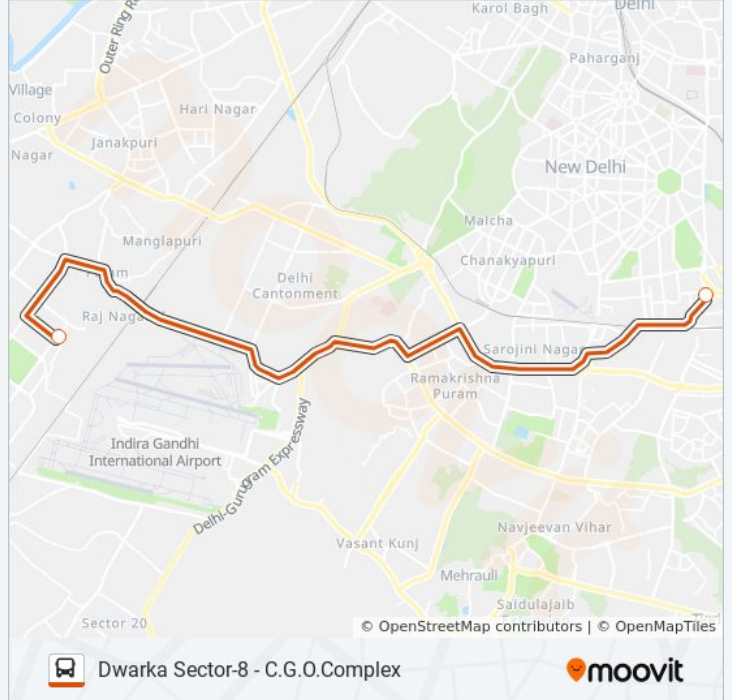 Karol Bagh
Delhi
Outer Ring R
Paharganj
Village
Colony
Hari Nagar
Janakpuri
Nagar
New Delhi
Malcha
Manglapuri
Chanakyapuri
Delhi
Cantonment
Raj Naga
Sarojini Nagar
Ramakrishna
Puram
Indira Gandhi
International Airport
Delhi-Gurugram Expressway
Navjeevan Vihar
Vasant Kunj
Mehrauli
Saidulajaib
Sector 20
© OpenStreetMap contributors | © OpenMapTiles
Dwarka Sector-8 - C.G.O.Complex
moovit